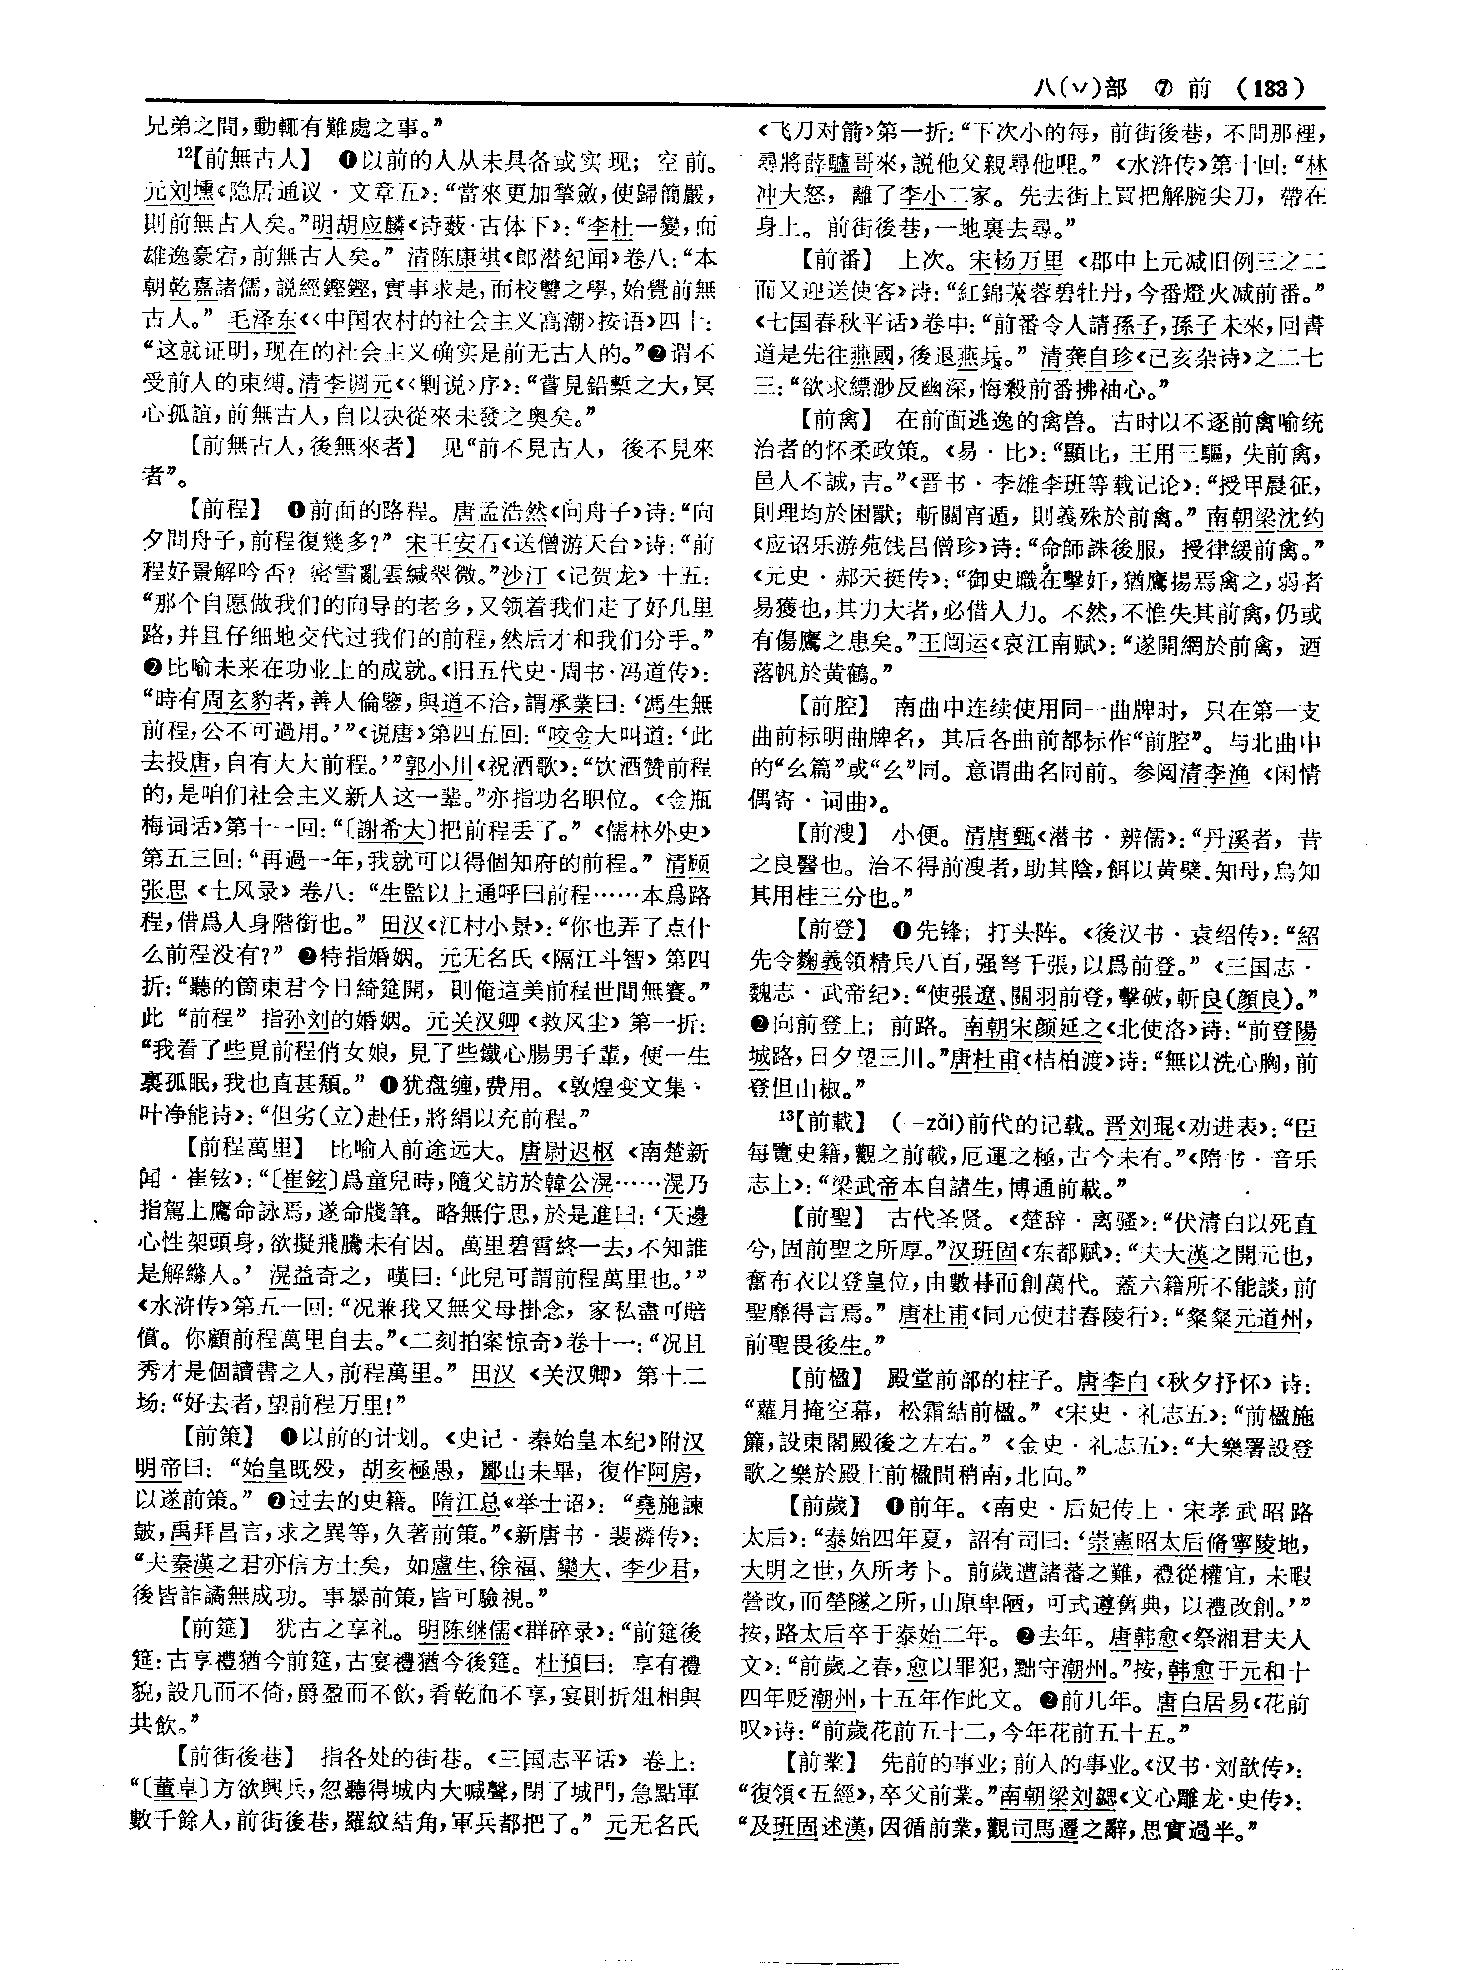 八(丷)部 ⑦ 前 (133)
兄弟之間，動輒有難處之事。”
¹²【前無古人】 ❶以前的人从未具备或实现；空前。
元刘壎《隐居通议·文章五》：“當來更加擎斂，使歸簡嚴，
則前無古人矣。”明胡应麟《诗薮·古体下》：“李杜一變，而
雄逸豪宕，前無古人矣。” 清陈康祺《郎潜纪闻》卷八：“本
朝乾嘉諸儒，説經鏗鏗，實事求是，而校讐之學，始覺前無
古人。” 毛泽东《〈中国农村的社会主义高潮〉按语》四十：
“这就证明，现在的社会主义确实是前无古人的。”❷谓不
受前人的束缚。清李调元《〈剿说〉序》：“嘗見鉛槧之大，冥
心孤詣，前無古人，自以抉從來未發之奥矣。”
【前無古人，後無來者】 见“前不見古人，後不見來
者”。
【前程】 ❶前面的路程。唐孟浩然《问舟子》诗：“向
夕問舟子，前程復幾多？” 宋王安石《送僧游天台》诗：“前
程好景解吟否？密雪亂雲緘翠微。”沙汀《记贺龙》十五：
“那个自愿做我们的向导的老乡，又领着我们走了好几里
路，并且仔细地交代过我们的前程，然后才和我们分手。”
❷比喻未来在功业上的成就。《旧五代史·周书·冯道传》：
“時有周玄豹者，善人倫鑒，與道不洽，謂承業曰：‘馮生無
前程，公不可過用。’”《说唐》第四五回：“咬金大叫道：‘此
去投唐，自有大大前程。’”郭小川《祝酒歌》：“饮酒赞前程
的，是咱们社会主义新人这一辈。”亦指功名职位。《金瓶
梅词话》第十一回：“〔謝希大〕把前程丢了。”《儒林外史》
第五三回：“再過一年，我就可以得個知府的前程。” 清顾
张思《土风录》卷八：“生監以上通呼曰前程……本爲路
程，借爲人身階銜也。” 田汉《江村小景》：“你也弄了点什
么前程没有？” ❷特指婚姻。元无名氏《隔江斗智》第四
折：“聽的箇東君今日綺筵開，則俺這美前程世間無賽。”
此“前程”指孙刘的婚姻。元关汉卿《救风尘》第一折：
“我看了些覓前程俏女娘，見了些鐵心腸男子輩，便一生
裏孤眠，我也直甚頹。” ❶犹盘缠，费用。《敦煌变文集·
叶净能诗》：“但劣(立)赴任，將絹以充前程。”
【前程萬里】 比喻人前途远大。唐尉迟枢《南楚新
闻·崔铉》：“〔崔鉉〕爲童兒時，隨父訪於韓公滉……滉乃
指駕上鷹命詠焉，遂命牋筆。略無佇思，於是進曰：‘天邊
心性架頭身，欲擬飛騰未有因。萬里碧霄終一去，不知誰
是解縧人。’ 滉益奇之，嘆曰：‘此兒可謂前程萬里也。’”
《水浒传》第五一回：“况兼我又無父母掛念，家私盡可賠
償。你顧前程萬里自去。”《二刻拍案惊奇》卷十一：“况且
秀才是個讀書之人，前程萬里。” 田汉《关汉卿》第十二
场：“好去者，望前程万里！”
【前策】 ❶以前的计划。《史记·秦始皇本纪》附汉
明帝曰：“始皇既殁，胡亥極愚，酈山未畢，復作阿房，
以遂前策。” ❷过去的史籍。隋江总《举士诏》：“堯施諫
鼓，禹拜昌言，求之異等，久著前策。”《新唐书·裴潾传》：
“夫秦漢之君亦信方士矣，如盧生、徐福、欒大、李少君，
後皆詐譎無成功。事暴前策，皆可驗視。”
【前筵】 犹古之享礼。明陈继儒《群碎录》：“前筵後
筵：古享禮猶今前筵，古宴禮猶今後筵。杜預曰：享有禮
貌，設几而不倚，爵盈而不飲，肴乾而不享，宴則折俎相與
共飲。”
【前街後巷】 指各处的街巷。《三国志平话》卷上：
“〔董卓〕方欲興兵，忽聽得城内大喊聲，閉了城門，急點軍
數千餘人，前街後巷，羅紋結角，軍兵都把了。” 元无名氏
《飞刀对箭》第一折：“下次小的每，前街後巷，不問那裡，
尋將薛驢哥來，説他父親尋他哩。”《水浒传》第十回：“林
冲大怒，離了李小二家。先去街上買把解腕尖刀，帶在
身上。前街後巷，一地裏去尋。”
【前番】 上次。宋杨万里《郡中上元减旧例三之二
而又迎送使客》诗：“紅錦芙蓉碧牡丹，今番燈火减前番。”
《七国春秋平话》卷中：“前番令人請孫子，孫子未來，回書
道是先往燕國，後退燕兵。” 清龚自珍《己亥杂诗》之二七
三：“欲求縹渺反幽深，悔殺前番拂袖心。”
【前禽】 在前面逃逸的禽兽。古时以不逐前禽喻统
治者的怀柔政策。《易·比》：“顯比，王用三驅，失前禽，
邑人不誡，吉。”《晋书·李雄李班等载记论》：“授甲晨征，
則理均於困獸；斬關宵遁，則義殊於前禽。” 南朝梁沈约
《应诏乐游苑饯吕僧珍》诗：“命師誅後服，授律緩前禽。”
《元史·郝天挺传》：“御史職在擊奸，猶鷹揚焉禽之，弱者
易獲也，其力大者，必借人力。不然，不惟失其前禽，仍或
有傷鷹之患矣。”王闿运《哀江南赋》：“遂開網於前禽，迺
落帆於黄鶴。”
【前腔】 南曲中连续使用同一曲牌时，只在第一支
曲前标明曲牌名，其后各曲前都标作“前腔”。与北曲中
的“幺篇”或“幺”同。意谓曲名同前。参阅清李渔《闲情
偶寄·词曲》。
【前溲】 小便。清唐甄《潜书·辨儒》：“丹溪者，昔
之良醫也。治不得前溲者，助其陰，餌以黄蘗、知母，烏知
其用桂三分也。”
【前登】 ❶先锋；打头阵。《後汉书·袁绍传》：“紹
先令麴義領精兵八百，强弩千張，以爲前登。”《三国志·
魏志·武帝纪》：“使張遼、關羽前登，擊破，斬良(顔良)。”
❷向前登上；前路。南朝宋颜延之《北使洛》诗：“前登陽
城路，日夕望三川。”唐杜甫《桔柏渡》诗：“無以洗心胸，前
登但山椒。”
¹³【前載】 (-zǎi)前代的记载。晋刘琨《劝进表》：“臣
每覽史籍，觀之前載，厄運之極，古今未有。”《隋书·音乐
志上》：“梁武帝本自諸生，博通前載。”
【前聖】 古代圣贤。《楚辞·离骚》：“伏清白以死直
兮，固前聖之所厚。”汉班固《东都赋》：“夫大漢之開元也，
奮布衣以登皇位，由數朞而創萬代。蓋六籍所不能談，前
聖靡得言焉。” 唐杜甫《同元使君舂陵行》：“粲粲元道州，
前聖畏後生。”
【前楹】 殿堂前部的柱子。唐李白《秋夕抒怀》诗：
“蘿月掩空幕，松霜結前楹。”《宋史·礼志五》：“前楹施
簾，設東閣殿後之左右。”《金史·礼志五》：“大樂署設登
歌之樂於殿上前楹間稍南，北向。”
【前歲】 ❶前年。《南史·后妃传上·宋孝武昭路
太后》：“泰始四年夏，詔有司曰：‘崇憲昭太后脩寧陵地，
大明之世，久所考卜。前歲遭諸蕃之難，禮從權宜，未暇
營改，而塋隧之所，山原卑陋，可式遵舊典，以禮改創。’”
按，路太后卒于泰始二年。 ❷去年。唐韩愈《祭湘君夫人
文》：“前歲之春，愈以罪犯，黜守潮州。”按，韩愈于元和十
四年贬潮州，十五年作此文。 ❷前几年。唐白居易《花前
叹》诗：“前歲花前五十二，今年花前五十五。”
【前業】 先前的事业；前人的事业。《汉书·刘歆传》：
“復領《五經》，卒父前業。”南朝梁刘勰《文心雕龙·史传》：
“及班固述漢，因循前業，觀司馬遷之辭，思實過半。”